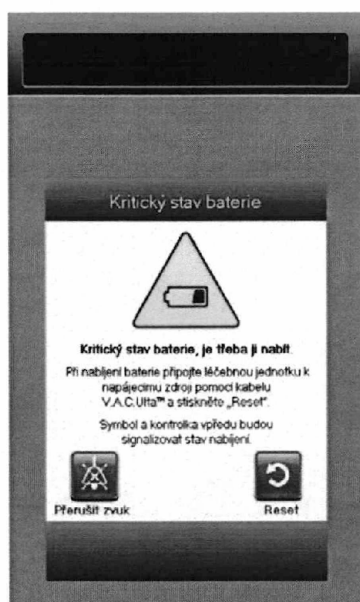 Kritický stav baterie
Kritický stav baterie, je třeba ji nabít.
Při nabíjení baterie připojte léčebnou jednotku k
napájecímu zdroji pomocí kabelu
V.A.C.Ulta™ a stiskněte „Reset“.
Symbol a kontrolka vpředu budou
signalizovat stav nabíjení.
Přerušit zvuk Reset